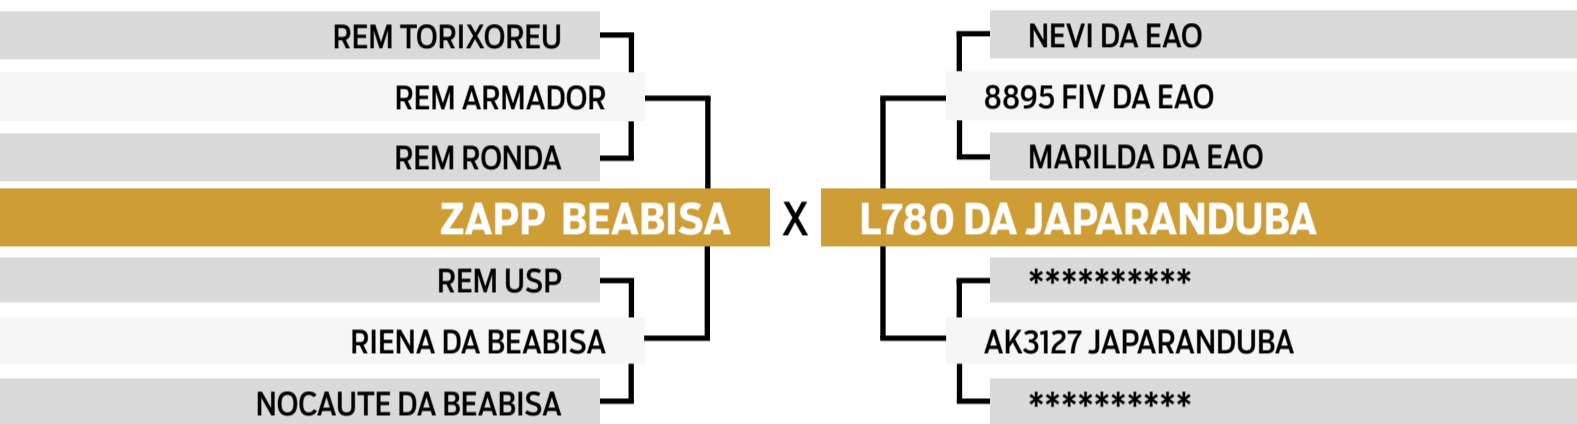 REM TORIXOREU
REM ARMADOR
REM RONDA
ZAPP BEABISA
REM USP
RIENA DA BEABISA
NOCAUTE DA BEABISA
X
NEVI DA EAO
8895 FIV DA EAO
MARILDA DA EAO
L780 DA JAPARANDUBA
**********
AK3127 JAPARANDUBA
**********